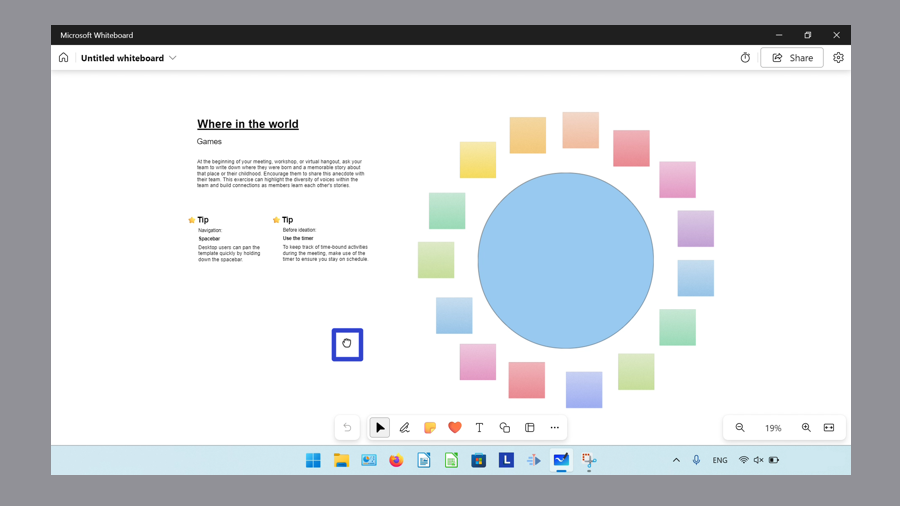 Microsoft Whiteboard
Untitled whiteboard
Share
Where in the world
Games
At the beginning of your meeting, workshop, or virtual hangout, ask your
team to write down where they were born and a memorable story about
that place or their childhood. Encourage them to share this anecdote with
their team. This exercise can highlight the diversity of voices within the
team and build connections as members learn each other's stories.
Tip
Navigation:
Spacebar
Desktop users can pan the
template quickly by holding
down the spacebar.
Tip
Before ideation:
Use the timer
To keep track of time-bound activities
during the meeting, make use of the
timer to ensure you stay on schedule.
19%
L
ENG